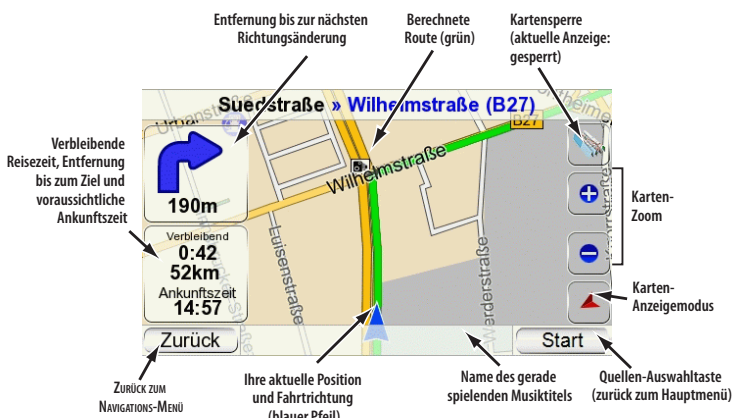 Entfernung bis zur nächsten
Richtungsänderung
Berechnete
Route (grün)
Kartensperre
(aktuelle Anzeige:
gesperrt)
Suedstraße » Wilhelmstraße (B27)
Urbanstraße
B27
Verbleibende
Reisezeit, Entfernung
bis zum Ziel und
voraussichtliche
Ankunftszeit
190m
Wilhelmstraße
Karten-
Zoom
Verbleibend
0:42
52km
Ankunftszeit
14:57
Luisenstraße
Warderstraße
Karten-
Anzeigemodus
Zurück
Start
Zurück zum
Navigations-Menü
Ihre aktuelle Position
und Fahrtrichtung
(blauer Pfeil)
Name des gerade
spielenden Musiktitels
Quellen-Auswahltaste
(zurück zum Hauptmenü)